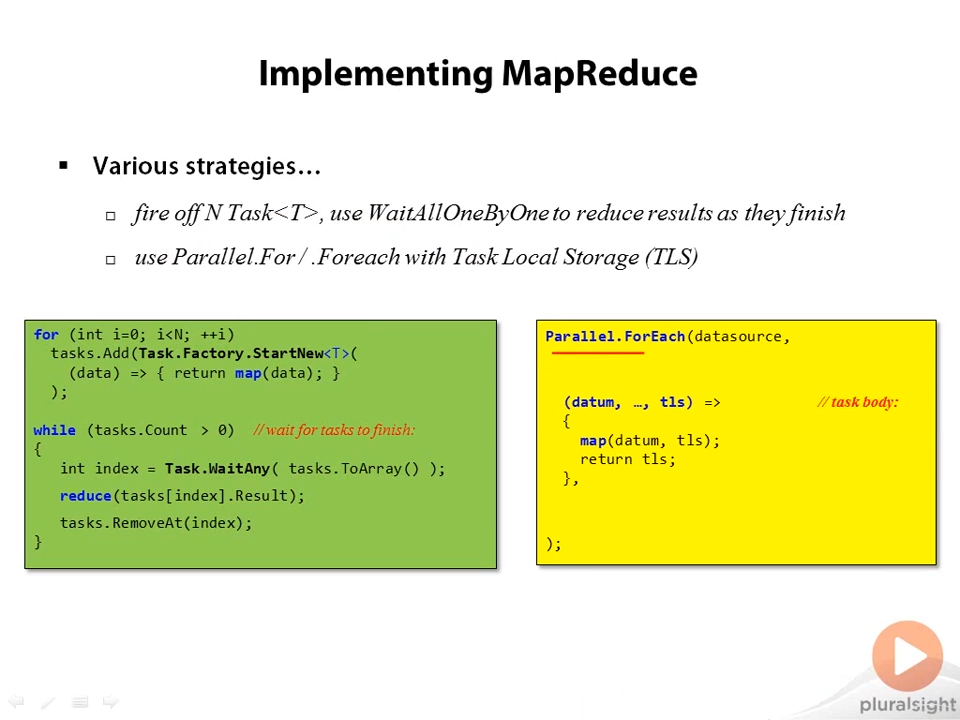 Implementing MapReduce
Various strategies…
fire off N Task<T>, use WaitAllOneByOne to reduce results as they finish
use Parallel.For / .Foreach with Task Local Storage (TLS)
for (int i=0; i<N; ++i)
tasks.Add(Task.Factory.StartNew<T>(
(data) => { return map(data); }
);
while (tasks.Count > 0) // wait for tasks to finish:
{
int index = Task.WaitAny( tasks.ToArray() );
reduce(tasks[index].Result);
tasks.RemoveAt(index);
}
Parallel.ForEach(datasource,
(datum, …, tls) => // task body:
{
map(datum, tls);
return tls;
},
);
pluralsight